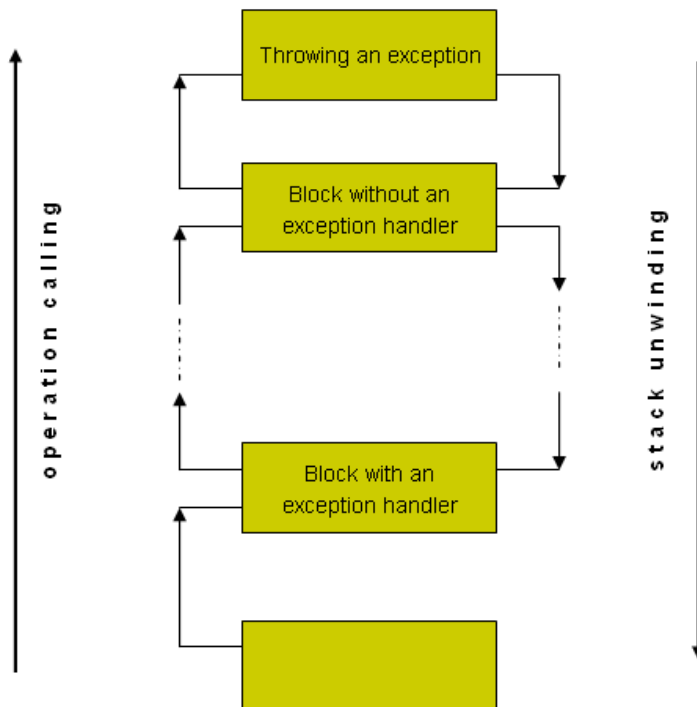 Throwing an exception
Block without an
exception handler
operation calling
stack unwinding
Block with an
exception handler